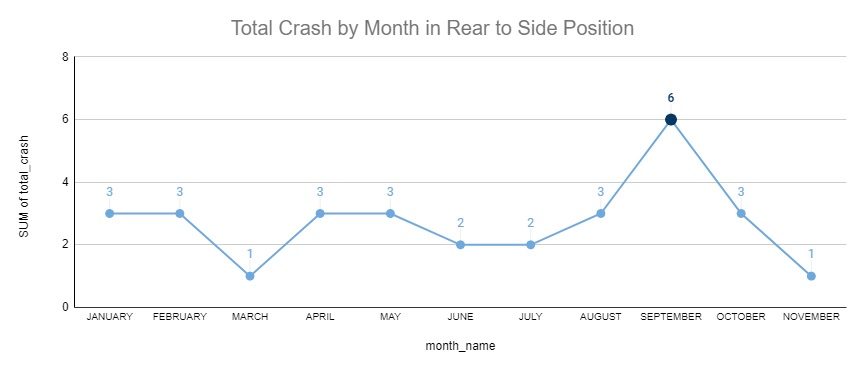 Total Crash by Month in Rear to Side Position
8
6
4
2
0
SUM of total_crash
3
3
1
3
3
2
2
3
6
3
1
JANUARY
FEBRUARY
MARCH
APRIL
MAY
JUNE
JULY
AUGUST
SEPTEMBER
OCTOBER
NOVEMBER
month_name